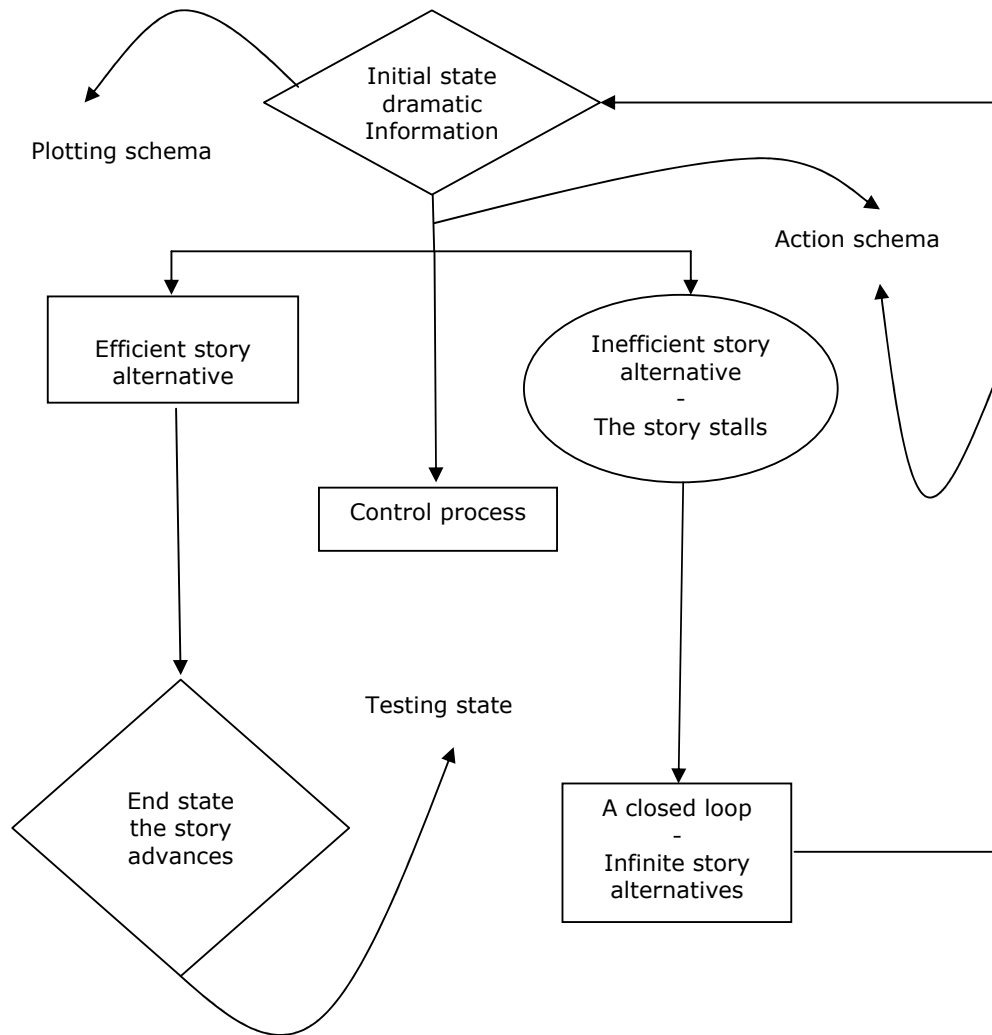 Initial state
dramatic
Information
Plotting schema
Action schema
Efficient story
alternative
Inefficient story
alternative
-
The story stalls
Control process
Testing state
End state
the story
advances
A closed loop
-
Infinite story
alternatives